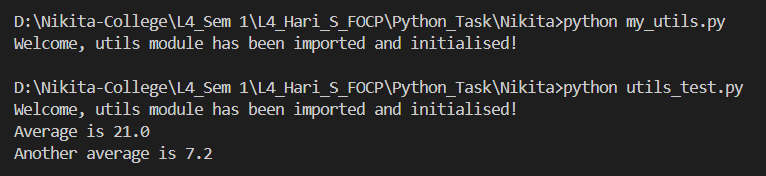 D:\Nikita-College\L4_Sem 1\L4_Hari_S_FOCP\Python_Task\Nikita>python my_utils.py
Welcome, utils module has been imported and initialised!
D:\Nikita-College\L4_Sem 1\L4_Hari_S_FOCP\Python_Task\Nikita>python utils_test.py
Welcome, utils module has been imported and initialised!
Average is 21.0
Another average is 7.2